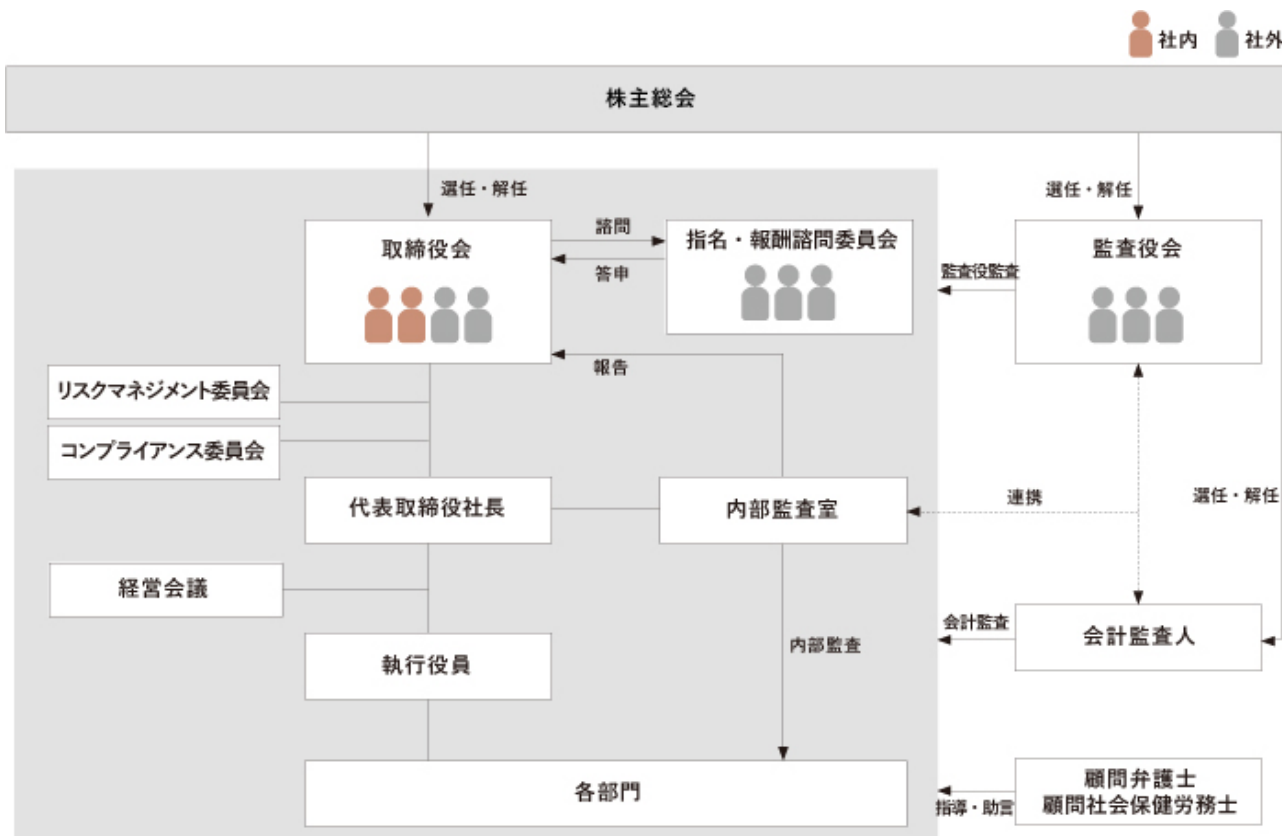 社内
社外
株主総会
選任・解任
選任・解任
取締役会
諮問
答申
指名・報酬諮問委員会
監査役監査
監査役会
報告
リスクマネジメント委員会
コンプライアンス委員会
代表取締役社長
内部監査室
連携
選任・解任
経営会議
会計監査
会計監査人
内部監査
執行役員
各部門
指導・助言
顧問弁護士
顧問社会保健労務士